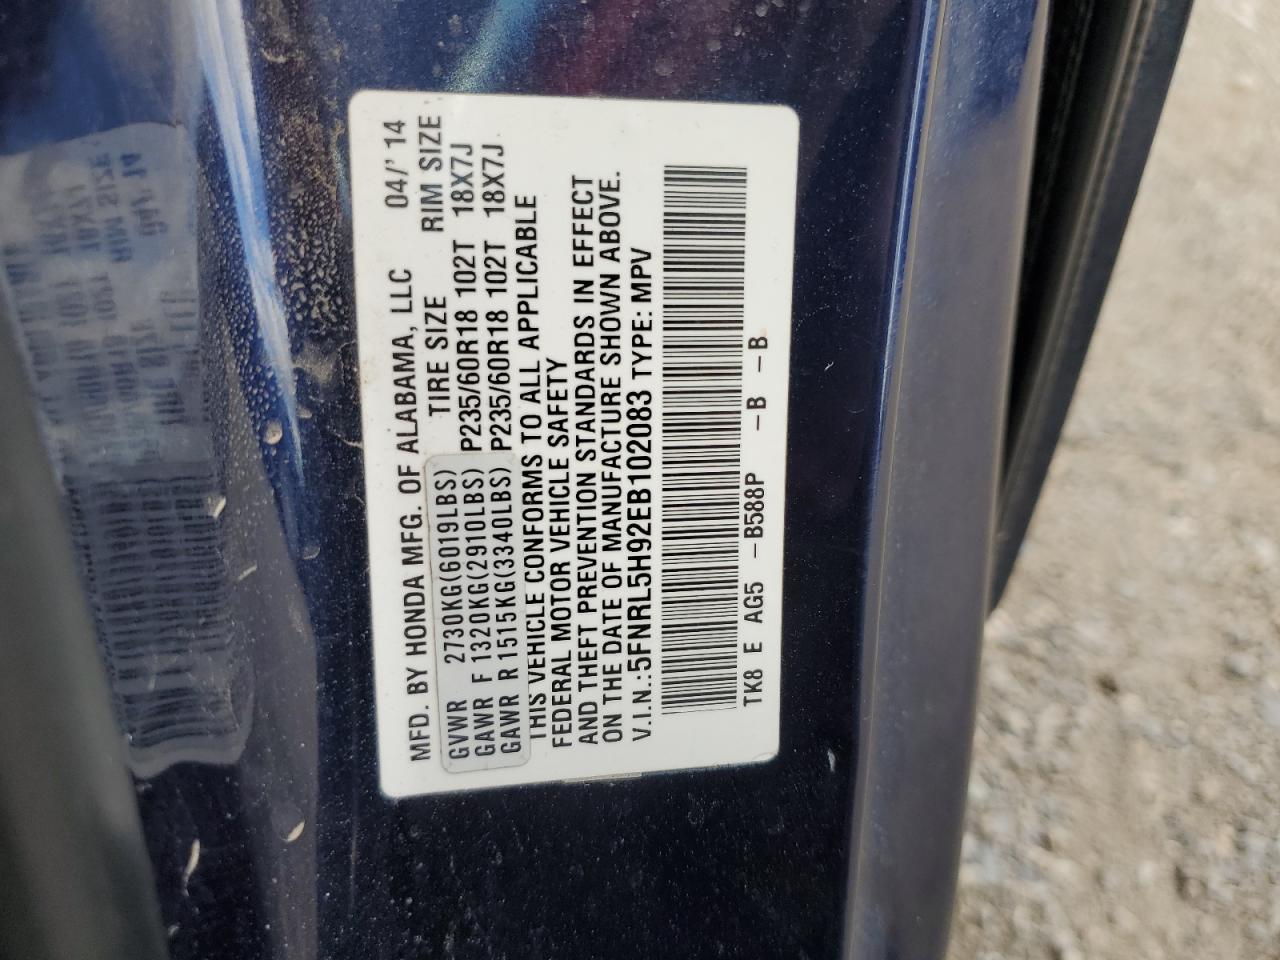 MFD. BY HONDA MFG. OF ALABAMA, LLC 04/'14
TIRE SIZE RIM SIZE
GVWR 2730KG(6019LBS)
GAWR F 1320KG(2910LBS) P235/60R18 102T 18X7J
GAWR R 1515KG(3340LBS) P235/60R18 102T 18X7J
THIS VEHICLE CONFORMS TO ALL APPLICABLE
FEDERAL MOTOR VEHICLE SAFETY
AND THEFT PREVENTION STANDARDS IN EFFECT
ON THE DATE OF MANUFACTURE SHOWN ABOVE.
V.I.N.:5FNRL5H92EB102083 TYPE: MPV
TK8 E AG5 -B588P -B -B